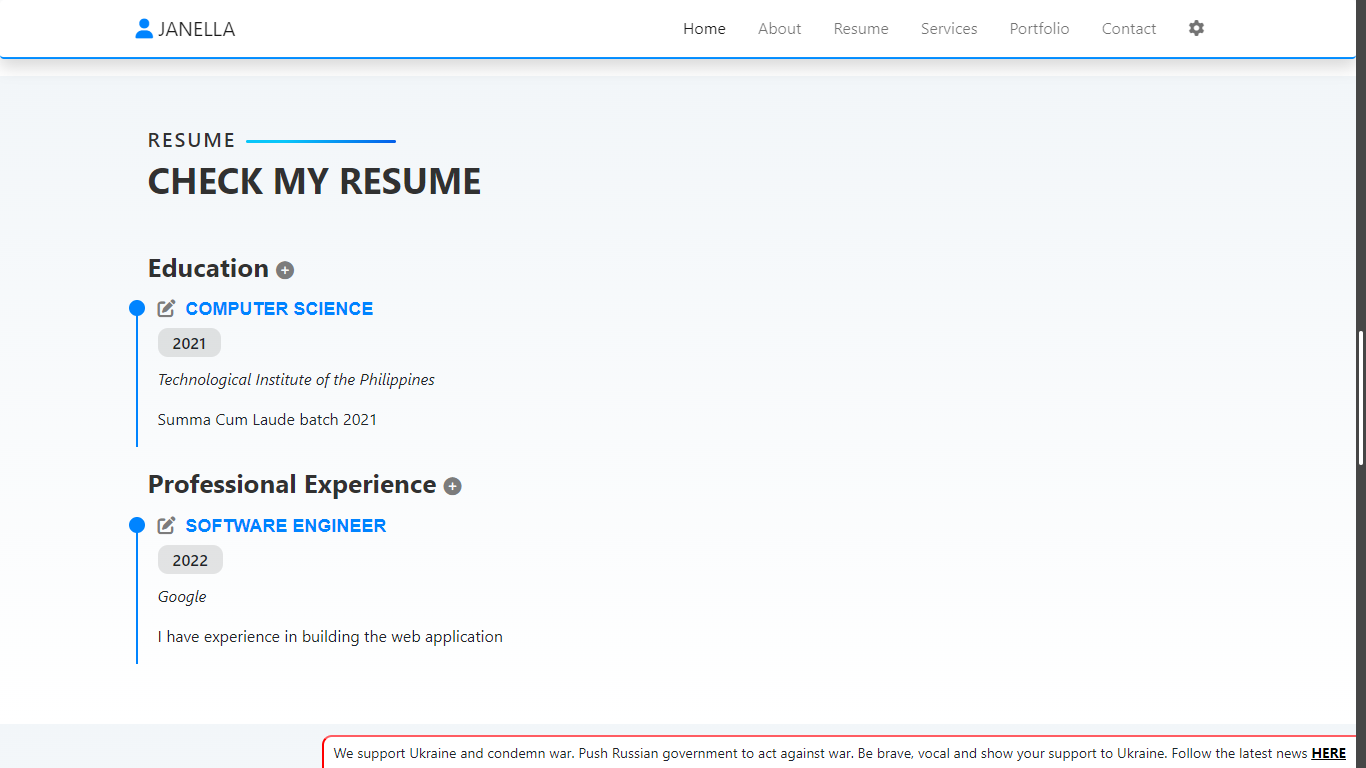 JANELLA
Home About Resume Services Portfolio Contact
RESUME
CHECK MY RESUME
Education
COMPUTER SCIENCE
2021
Technological Institute of the Philippines
Summa Cum Laude batch 2021
Professional Experience
SOFTWARE ENGINEER
2022
Google
I have experience in building the web application
We support Ukraine and condemn war. Push Russian government to act against war. Be brave, vocal and show your support to Ukraine. Follow the latest news HERE